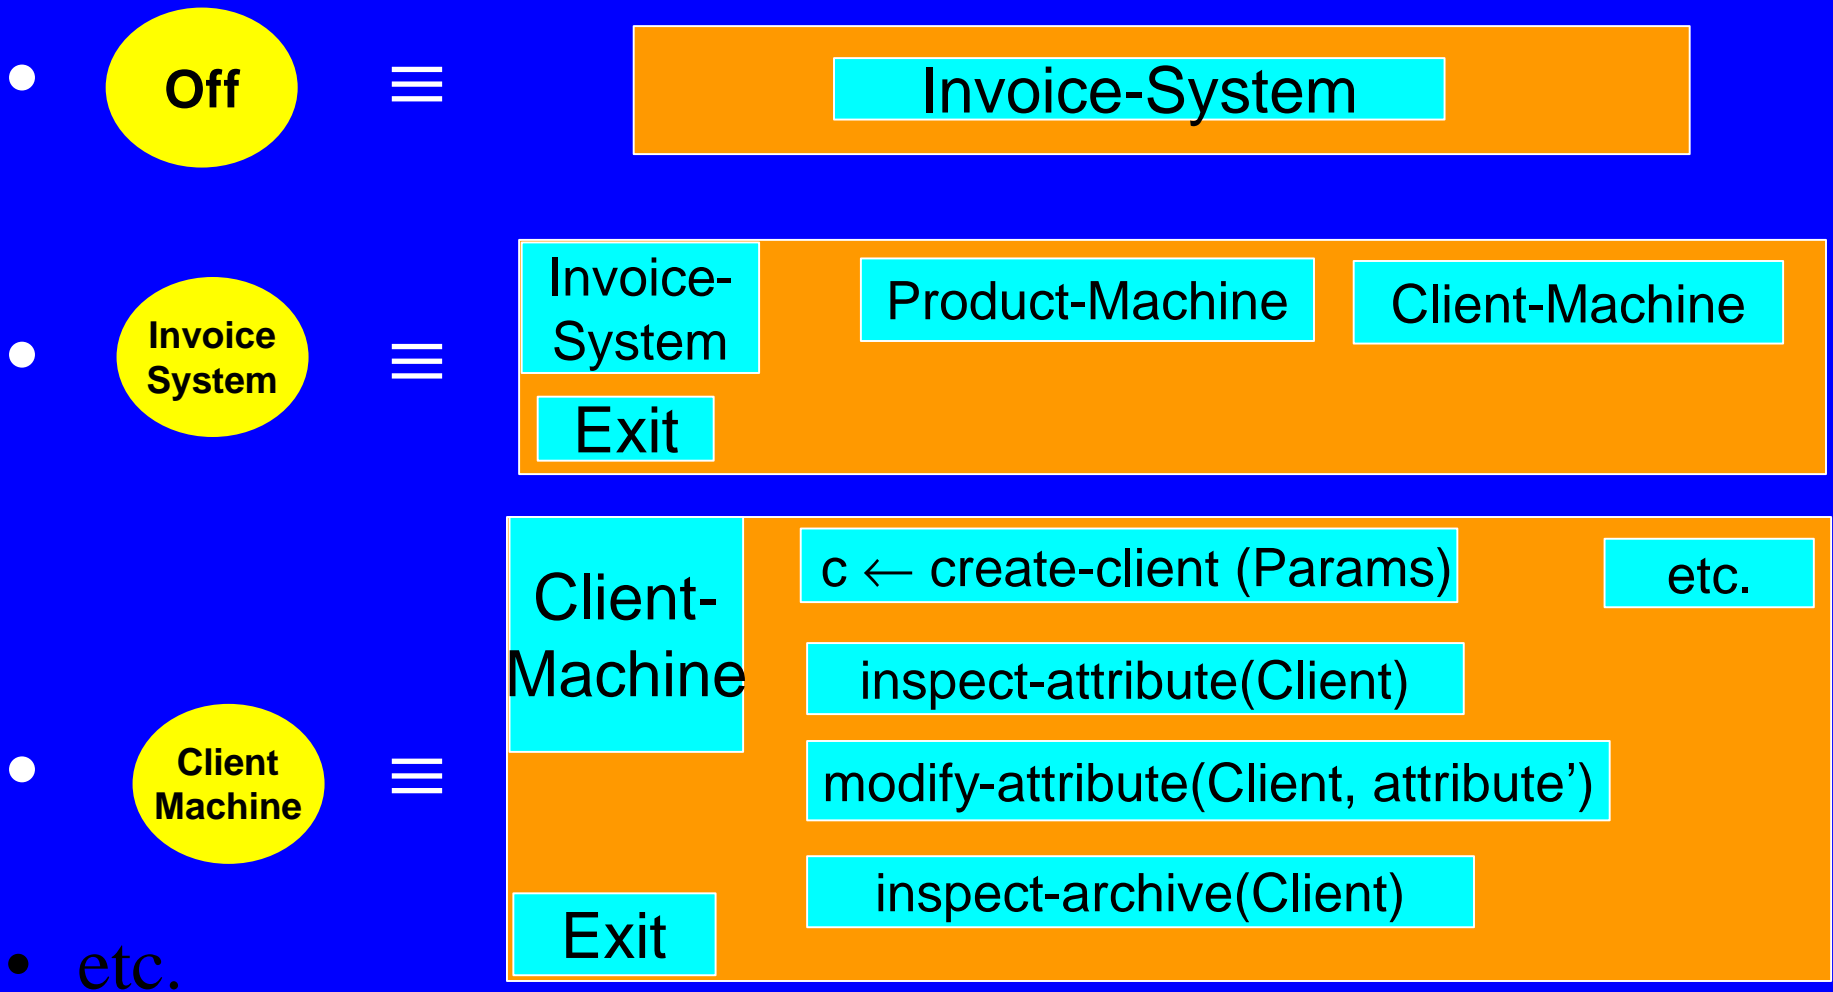 • Off ≡ Invoice-System
• Invoice
System ≡
Invoice-
System
Product-Machine
Client-Machine
Exit
• Client
Machine ≡
Client-
Machine
c ← create-client (Params)
etc.
inspect-attribute(Client)
modify-attribute(Client, attribute’)
inspect-archive(Client)
Exit
• etc.